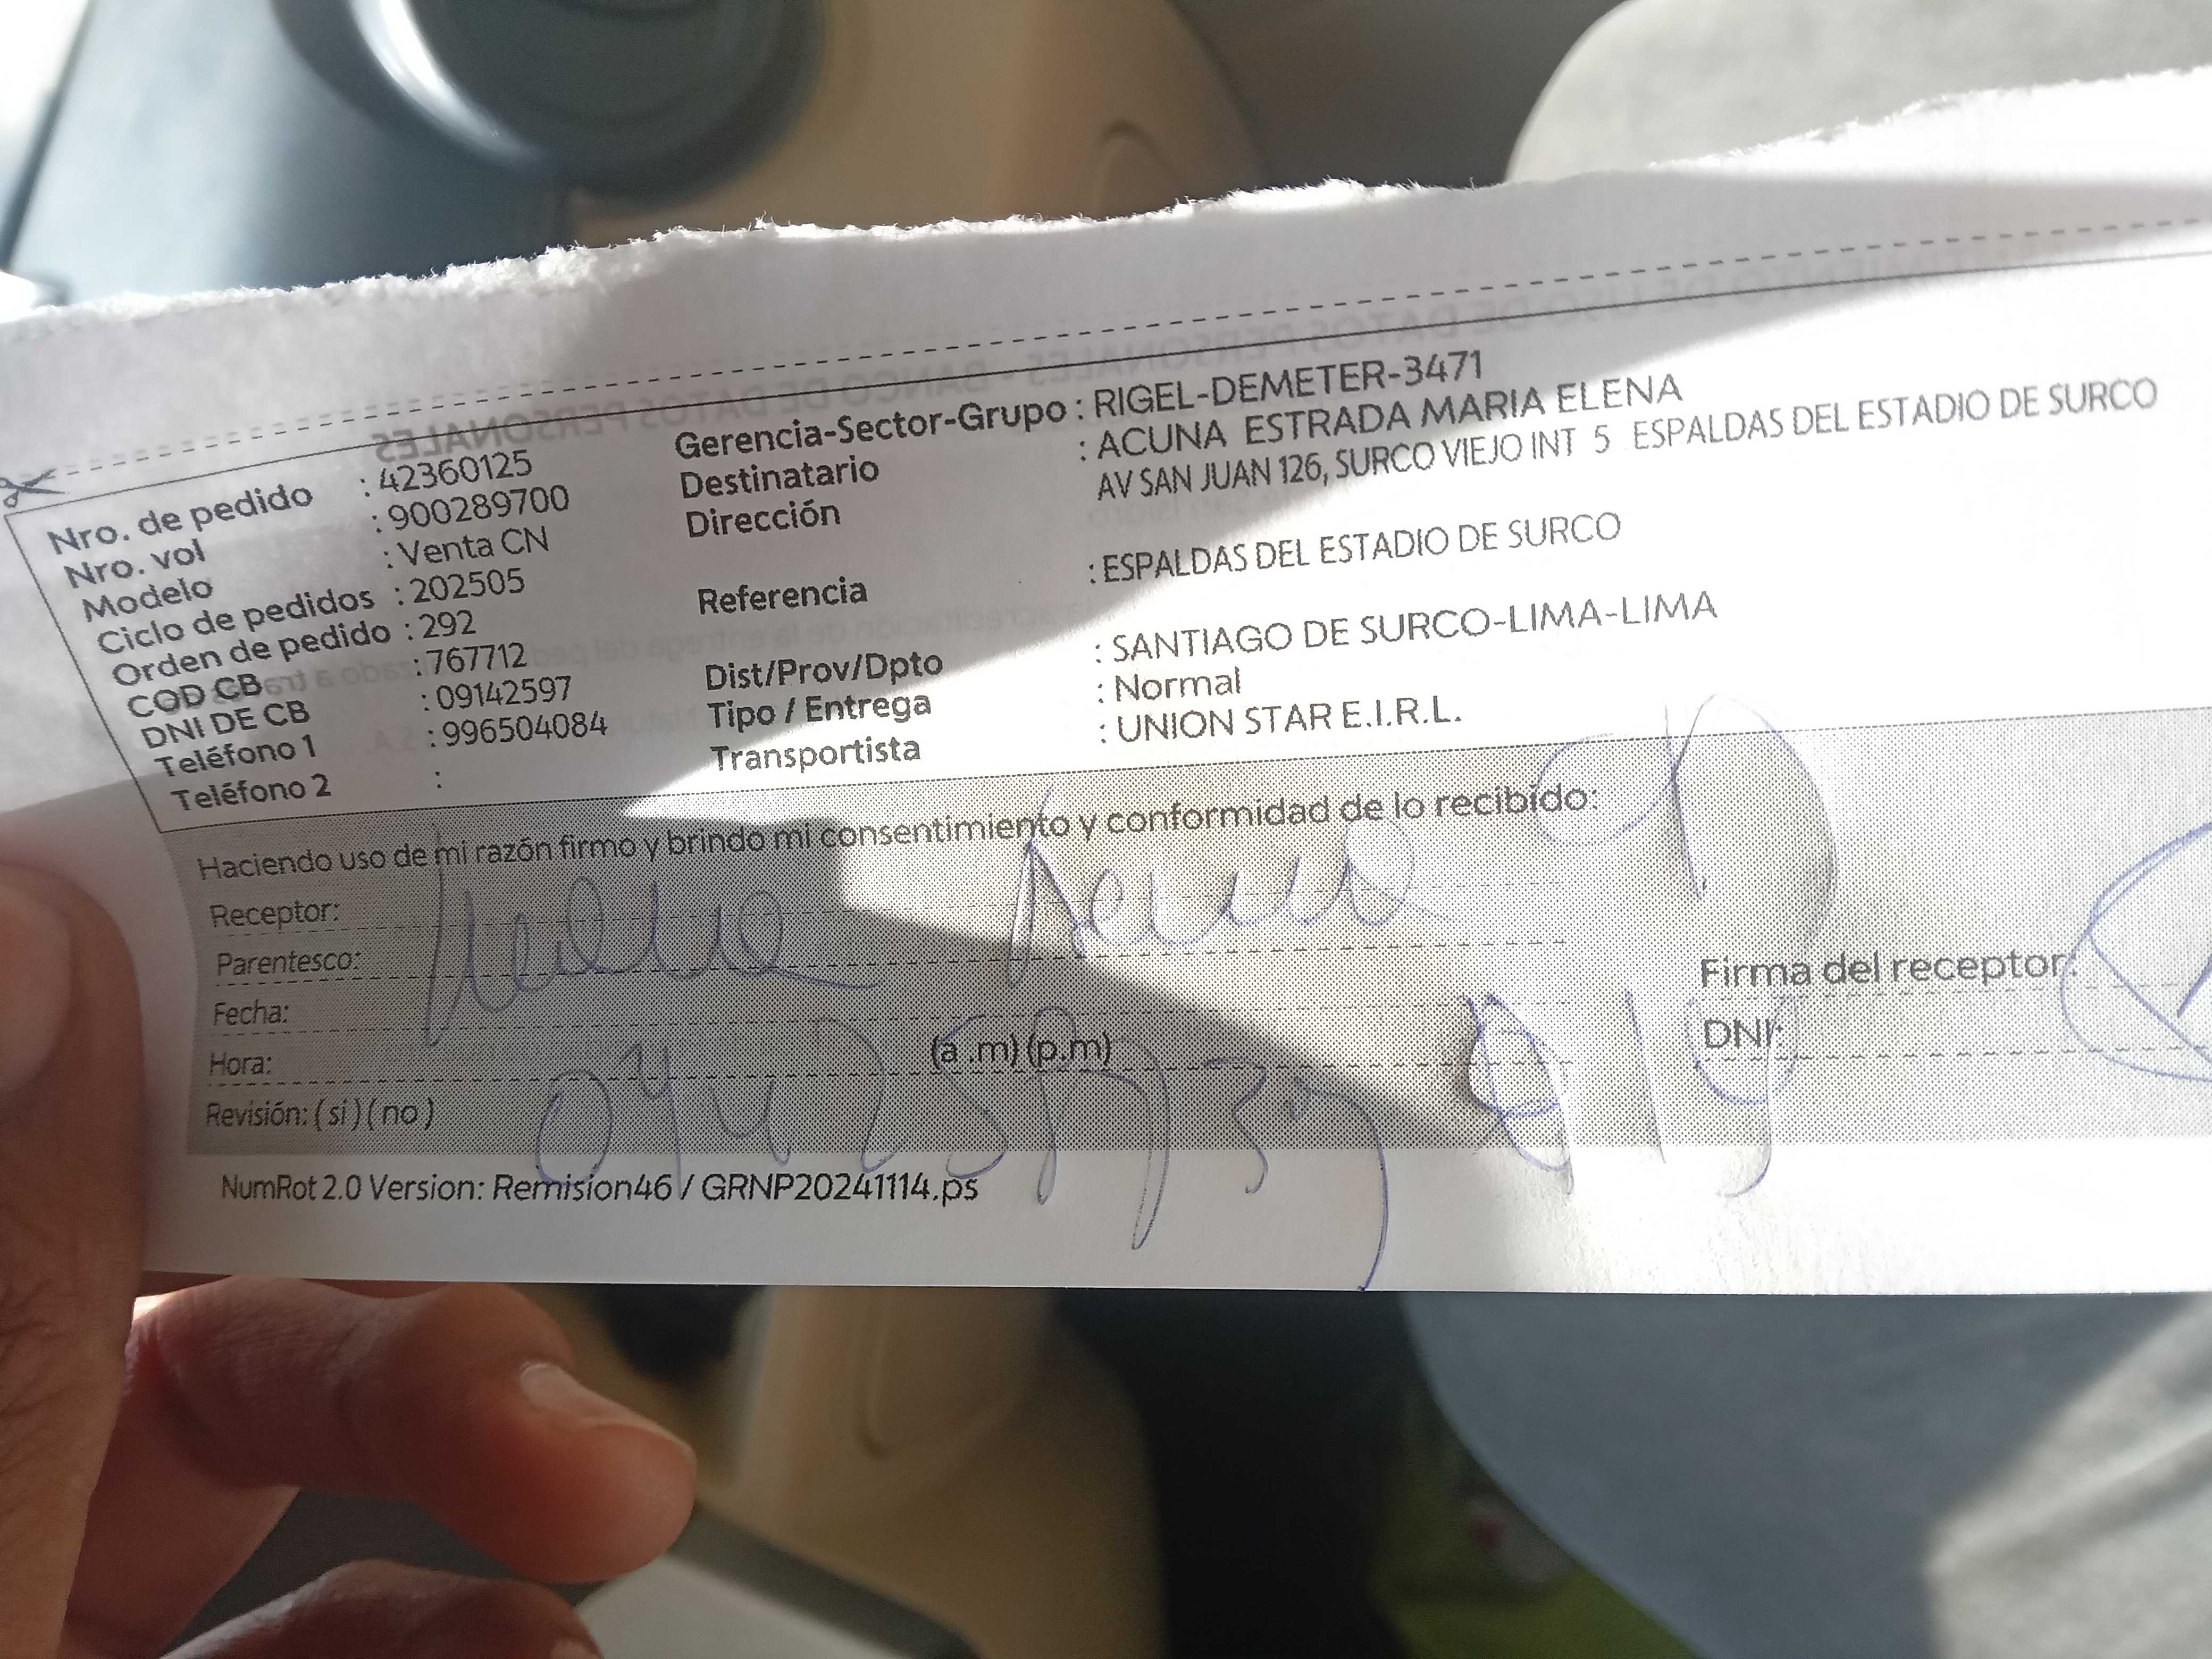 Nro. de pedido : 42360125
Nro. vol : 900289700
Modelo : Venta CN
Ciclo de pedidos : 202505
Orden de pedido : 292
COD CB : 767712
DNI DE CB : 09142597
Teléfono 1 : 996504084
Teléfono 2 :
Gerencia-Sector-Grupo : RIGEL-DEMETER-3471
Destinatario : ACUNA ESTRADA MARIA ELENA
Dirección AV SAN JUAN 126, SURCO VIEJO INT 5 ESPALDAS DEL ESTADIO DE SURCO
Referencia : ESPALDAS DEL ESTADIO DE SURCO
Dist/Prov/Dpto : SANTIAGO DE SURCO-LIMA-LIMA
Tipo / Entrega : Normal
Transportista : UNION STAR E.I.R.L.
Haciendo uso de mi razón firmo y brindo mi consentimiento y conformidad de lo recibido:
Receptor:
Parentesco:
Fecha:
Hora: (a .m) (p.m)
Revisión: ( si ) ( no )
Firma del receptor:
DNI:
NumRot 2.0 Version: Remision46 / GRNP20241114.ps